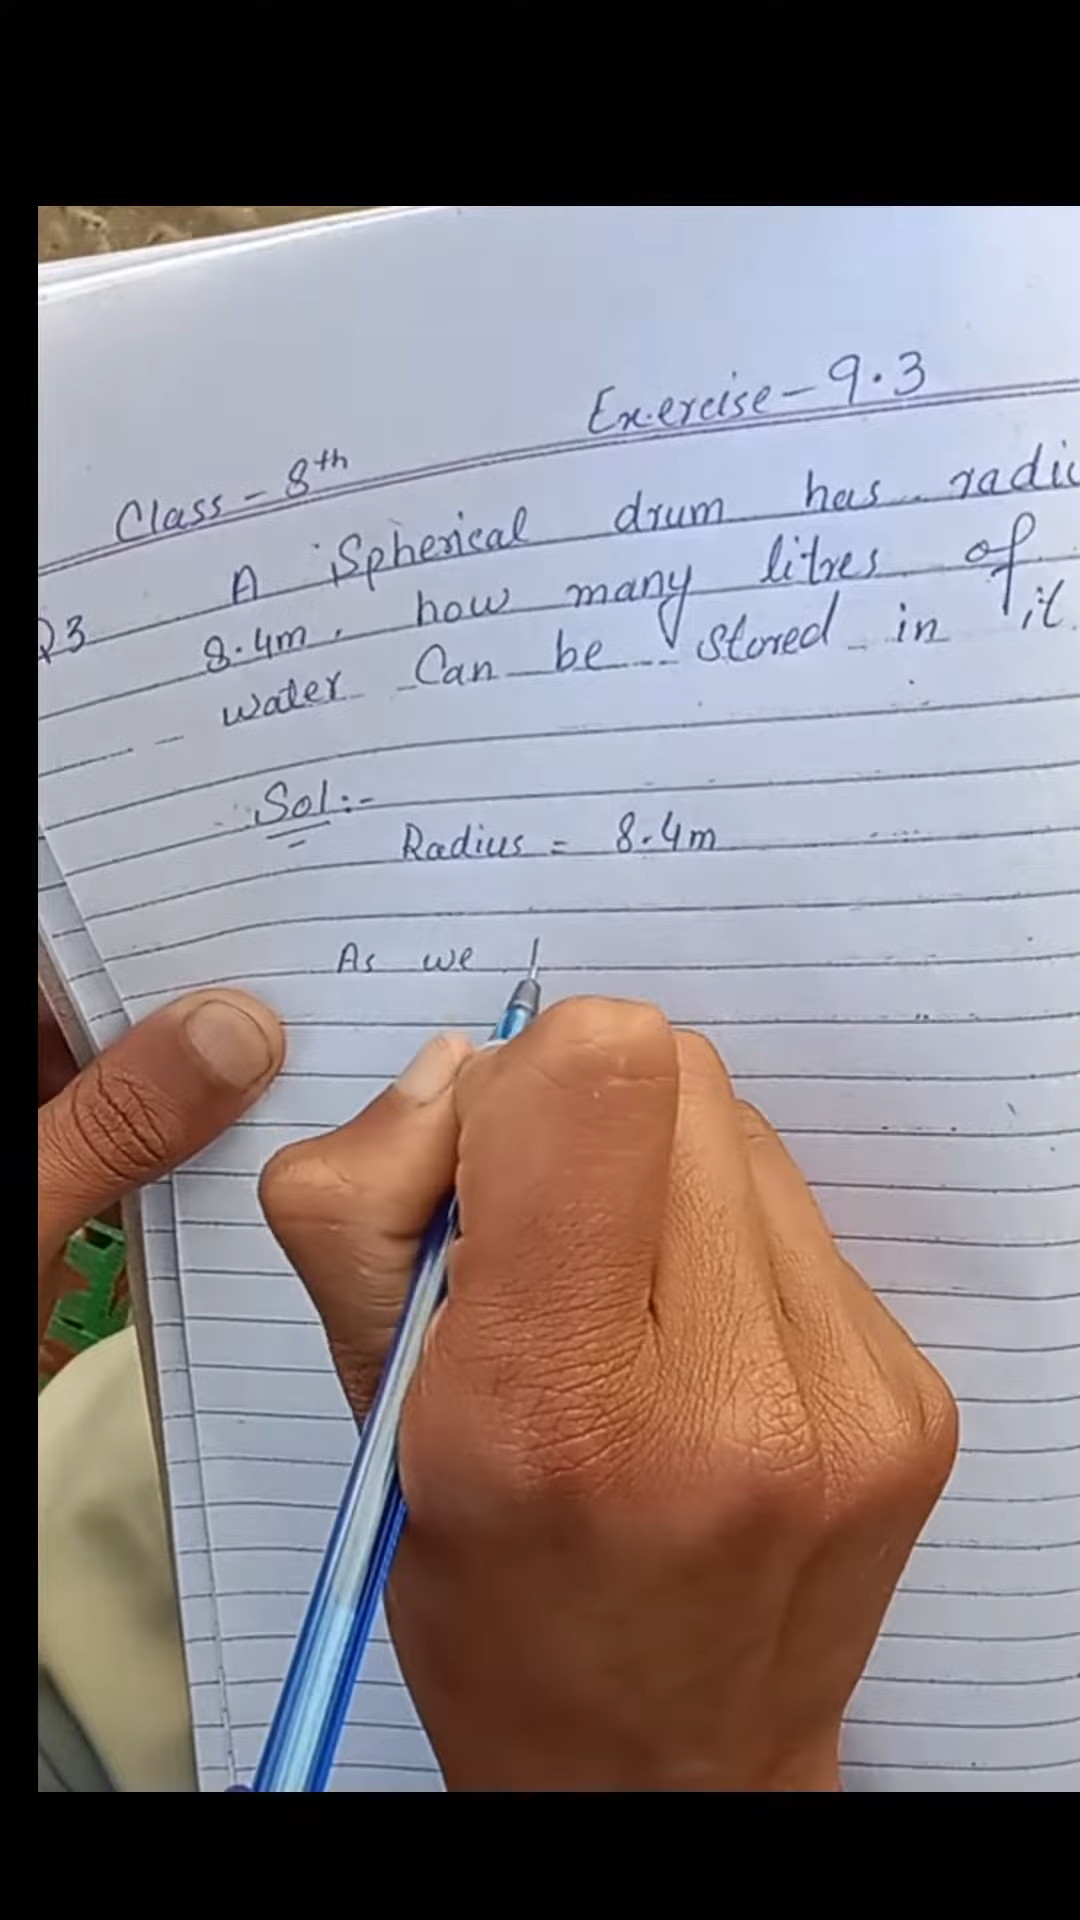 Exercise - 9.3
Class - 8th
Q3 A Spherical drum has radiu
8.4m. how many litres of
water Can be stored in it.
Sol:-
Radius = 8.4m
As we